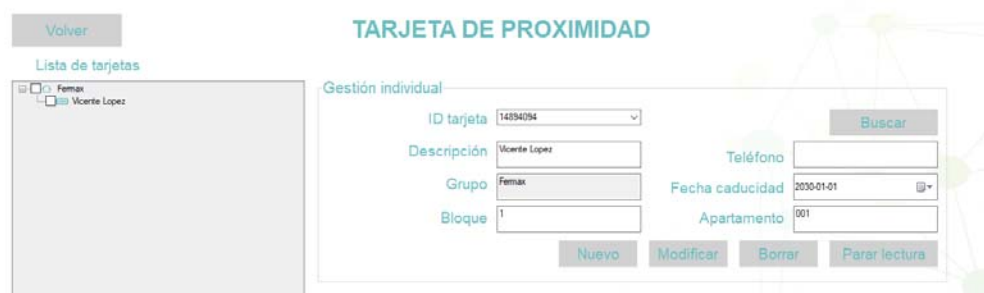 Volver
TARJETA DE PROXIMIDAD
Lista de tarjetas
Fermax
Vicente Lopez
Gestión individual
ID tarjeta 14894094
Buscar
Descripción Vicente Lopez
Teléfono
Grupo Fermax
Fecha caducidad 2030-01-01
Bloque 1
Apartamento 001
Nuevo Modificar Borrar Parar lectura